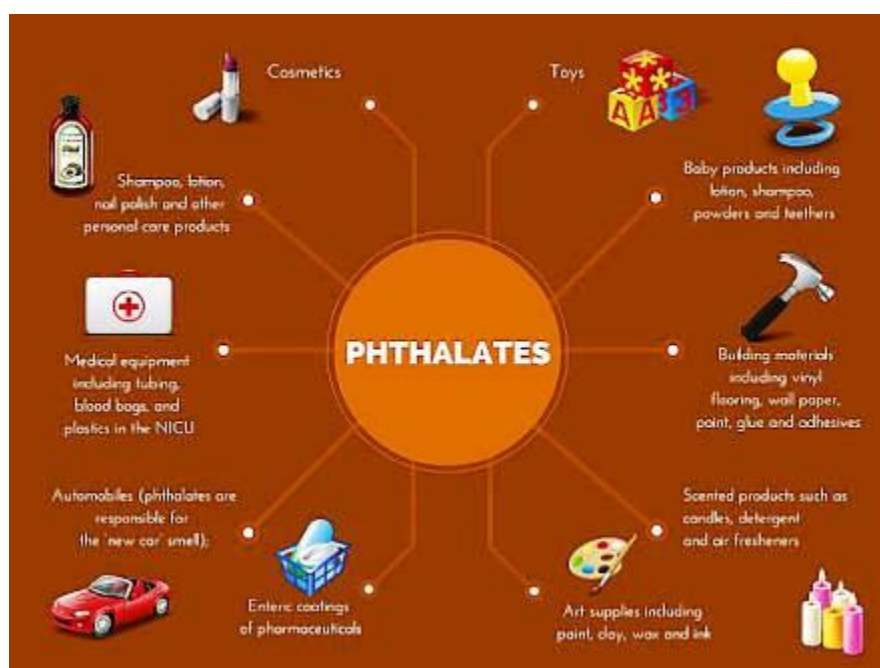 Cosmetics
Toys
Shampoo, lotion,
nail polish and other
personal care products
Baby products including
lotion, shampoo,
powders and teethers
PHTHALATES
Medical equipment
including tubing,
blood bags, and
plastics in the NICU
Building materials
including vinyl
flooring, wall paper,
paint, glue and adhesives
Automobiles (phthalates are
responsible for
the 'new car' smell);
Scented products such as
candles, detergent
and air fresheners
Enteric coatings
of pharmaceuticals
Art supplies including
paint, clay, wax and ink